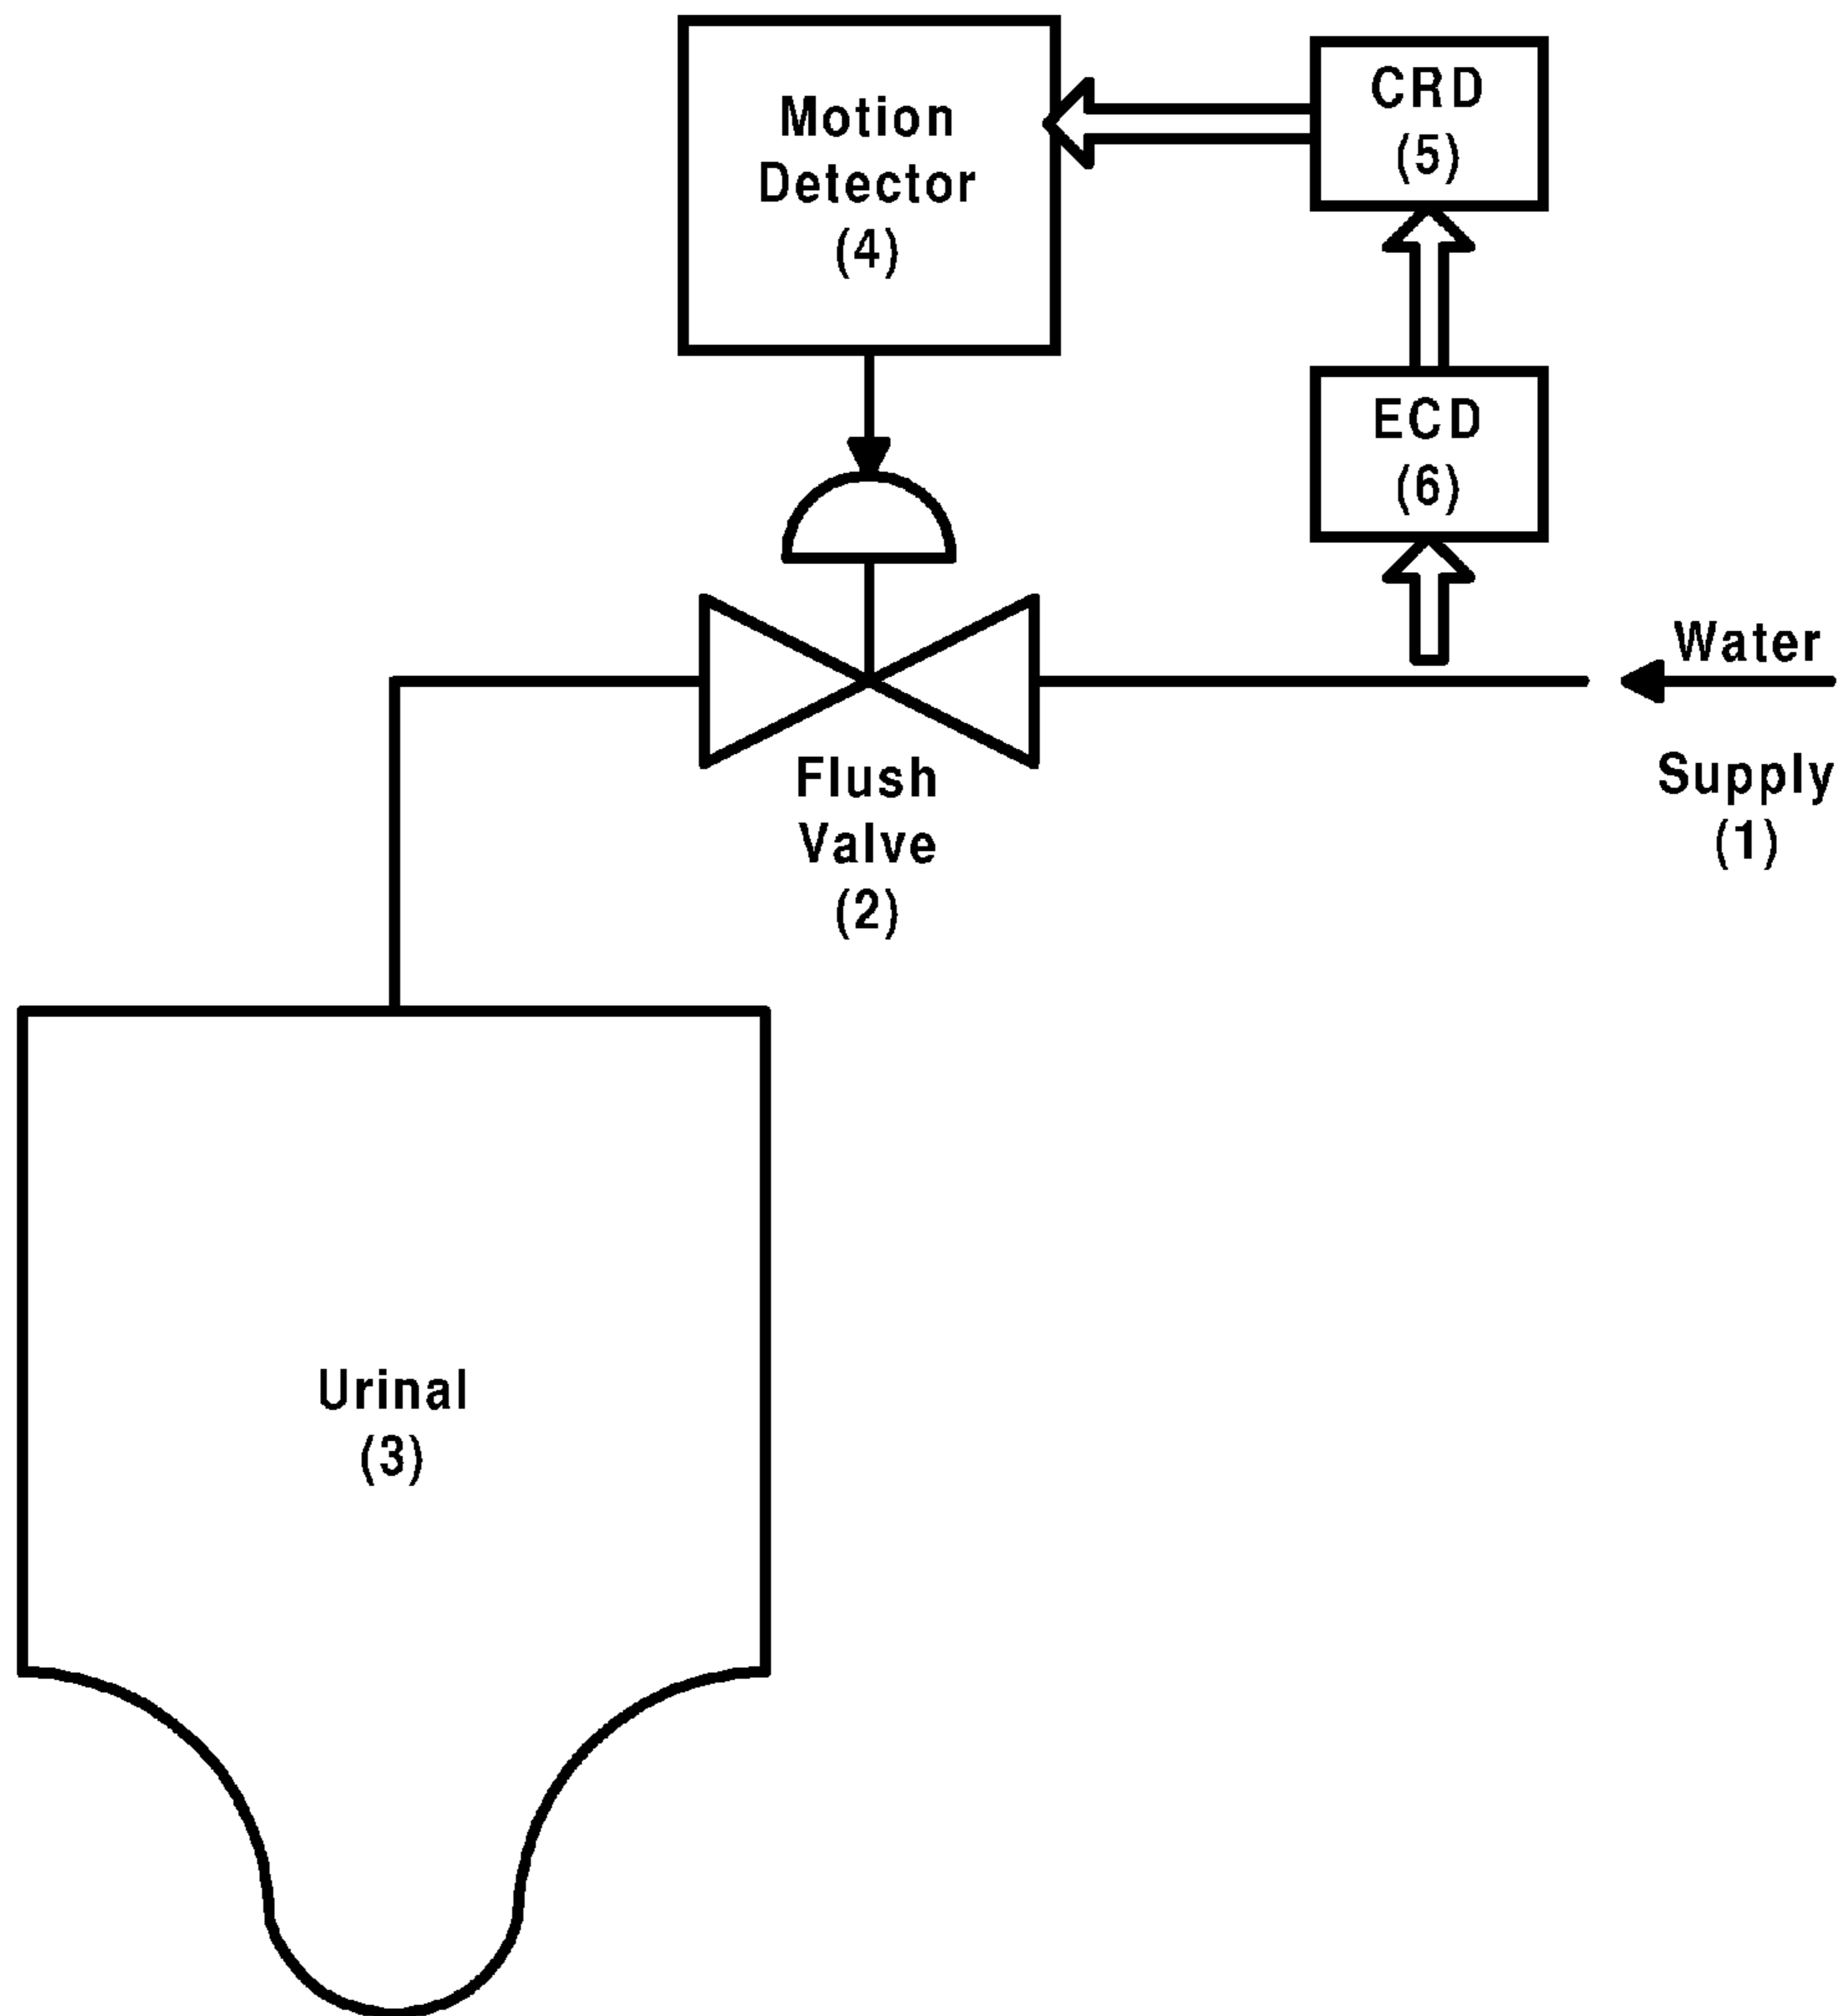 Motion
Detector
(4)
CRD
(5)
ECD
(6)
Water
Supply
(1)
Flush
Valve
(2)
Urinal
(3)